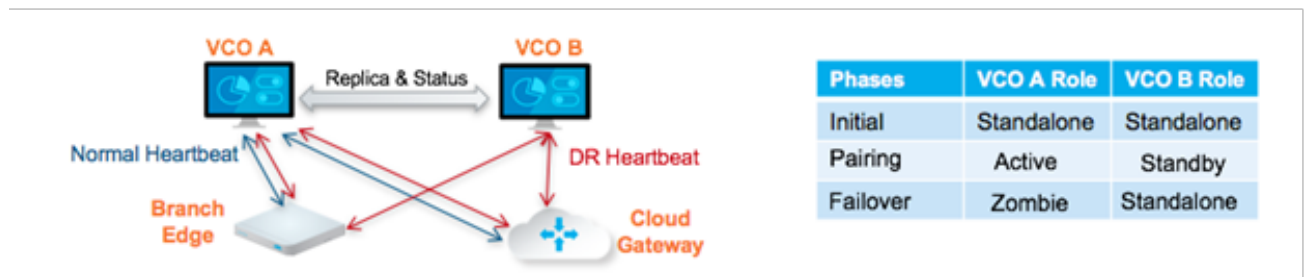 VCO A
VCO B
Replica & Status
Normal Heartbeat
DR Heartbeat
Branch
Edge
Cloud
Gateway
Phases VCO A Role VCO B Role
Initial Standalone Standalone
Pairing Active Standby
Failover Zombie Standalone